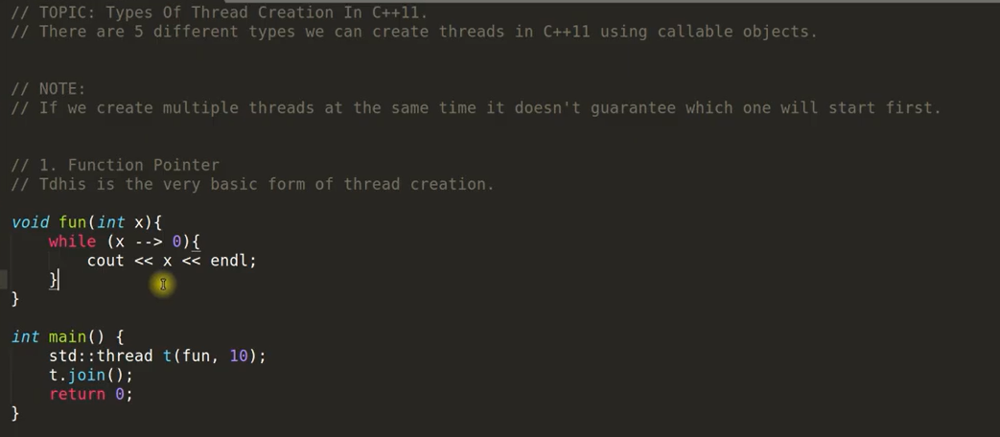 // TOPIC: Types Of Thread Creation In C++11.
// There are 5 different types we can create threads in C++11 using callable objects.
// NOTE:
// If we create multiple threads at the same time it doesn't guarantee which one will start first.
// 1. Function Pointer
// Tdhis is the very basic form of thread creation.
void fun(int x){
    while (x --> 0){
        cout << x << endl;
    }
}
int main() {
    std::thread t(fun, 10);
    t.join();
    return 0;
}